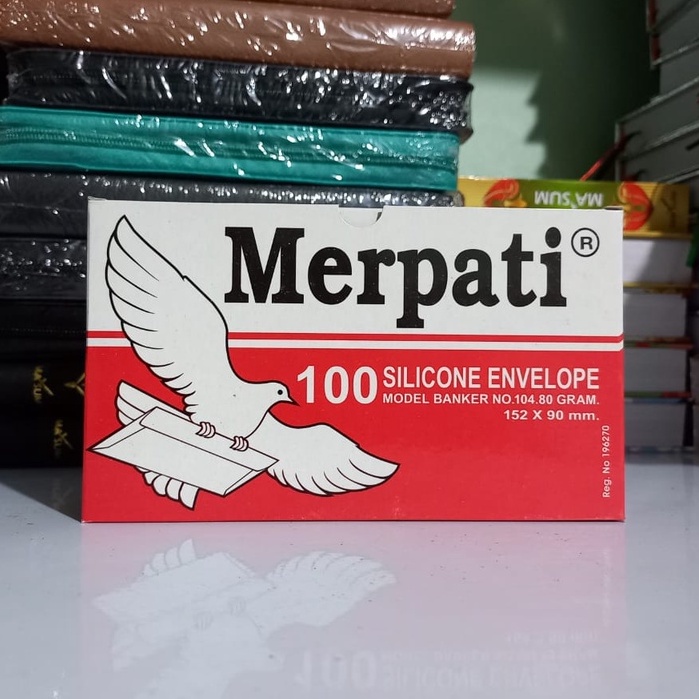 Merpati®
100 SILICONE ENVELOPE
MODEL BANKER NO.104.80 GRAM.
152 X 90 mm.
Reg. No 196270
MA'SUM